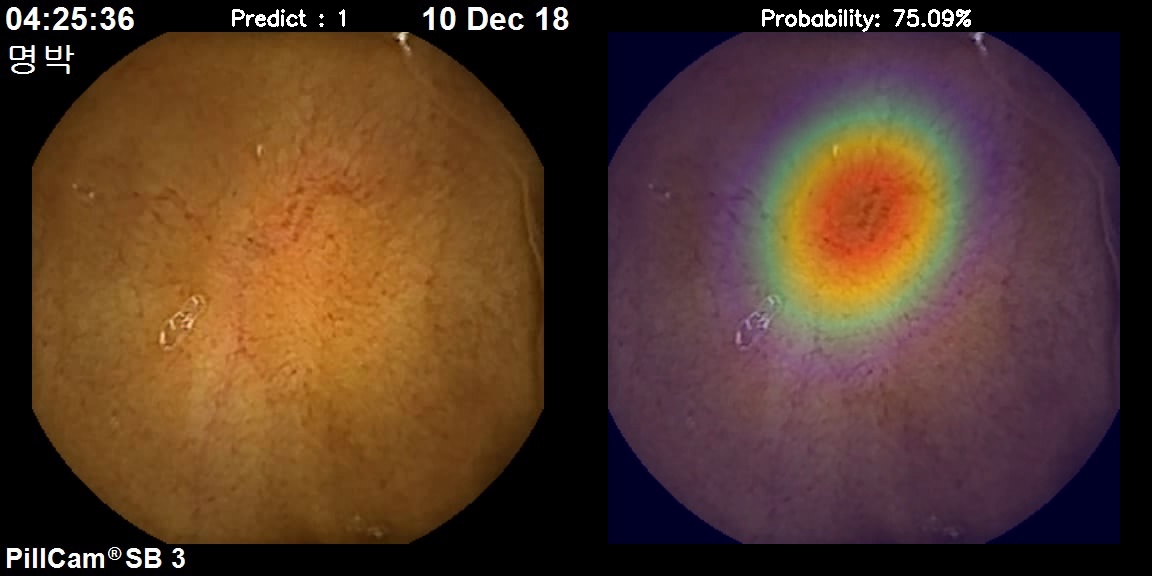 04:25:36
Predict : 1
10 Dec 18
Probability: 75.09%
명박
PillCam® SB 3